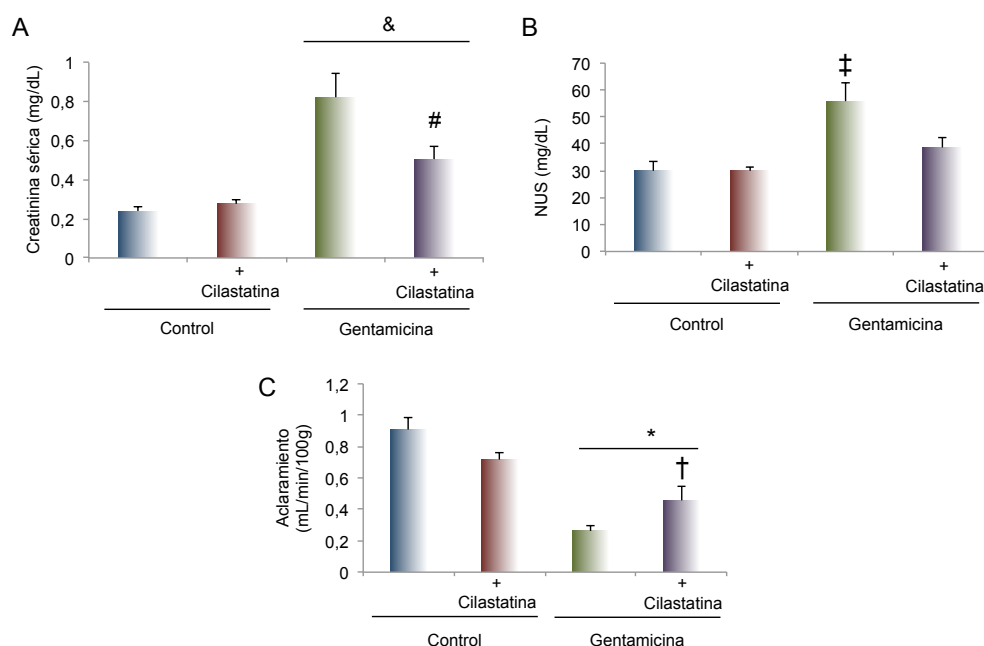 A
&
Creatinina sérica (mg/dL)
1
0,8
0,6
0,4
0,2
0
#
+
Cilastatina
+
Cilastatina
Control
Gentamicina
B
NUS (mg/dL)
70
60
50
40
30
20
10
0
‡
+
Cilastatina
+
Cilastatina
Control
Gentamicina
C
Aclaramiento
(mL/min/100g)
1,2
1
0,8
0,6
0,4
0,2
0
*
†
+
Cilastatina
+
Cilastatina
Control
Gentamicina